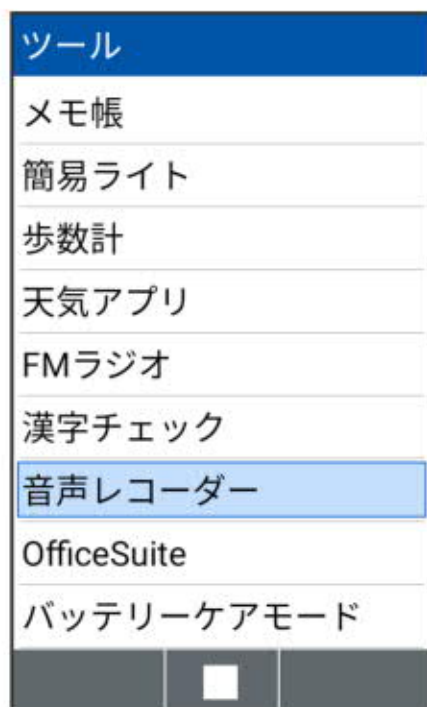 ツール
メモ帳
簡易ライト
歩数計
天気アプリ
FMラジオ
漢字チェック
音声レコーダー
OfficeSuite
バッテリーケアモード